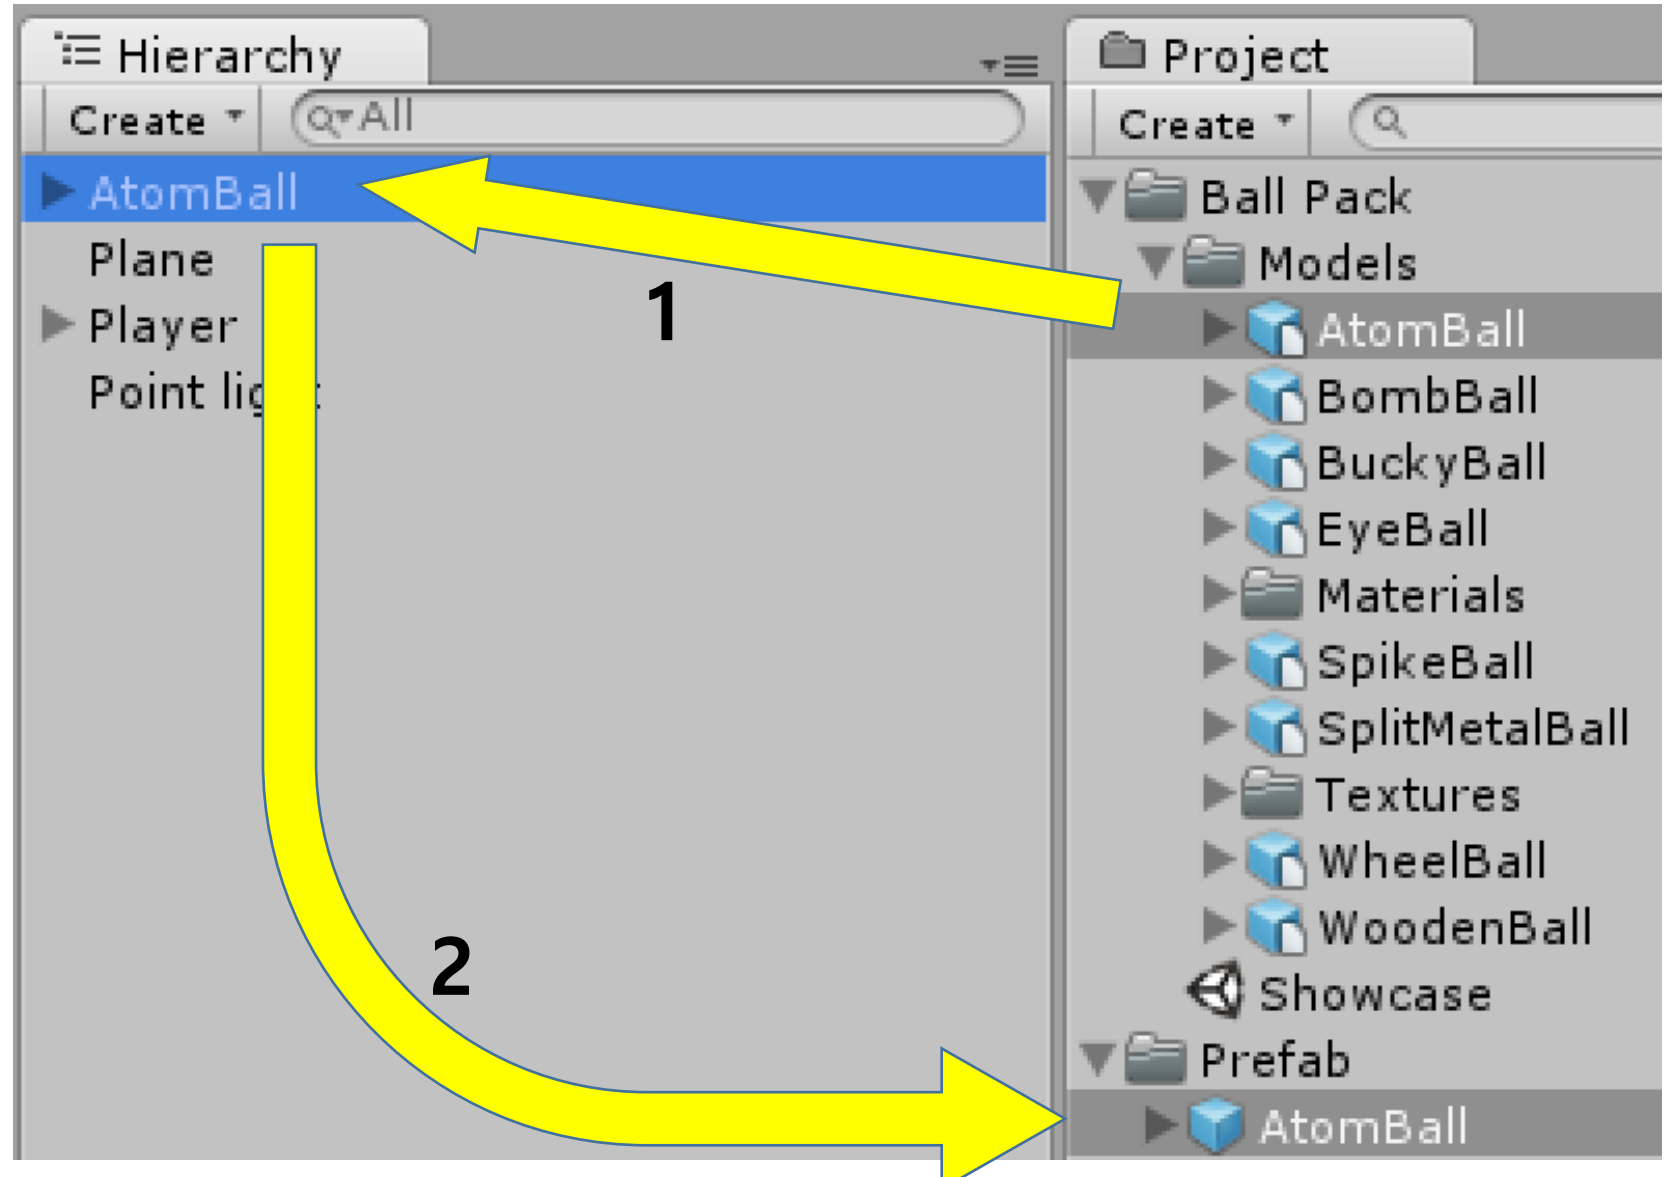 Hierarchy
Create
All
AtomBall
Plane
Player
Point
1
2
Project
Create
Ball Pack
Models
AtomBall
BombBall
BuckyBall
EyeBall
Materials
SpikeBall
SplitMetalBall
Textures
WheelBall
WoodenBall
Showcase
Prefab
AtomBall